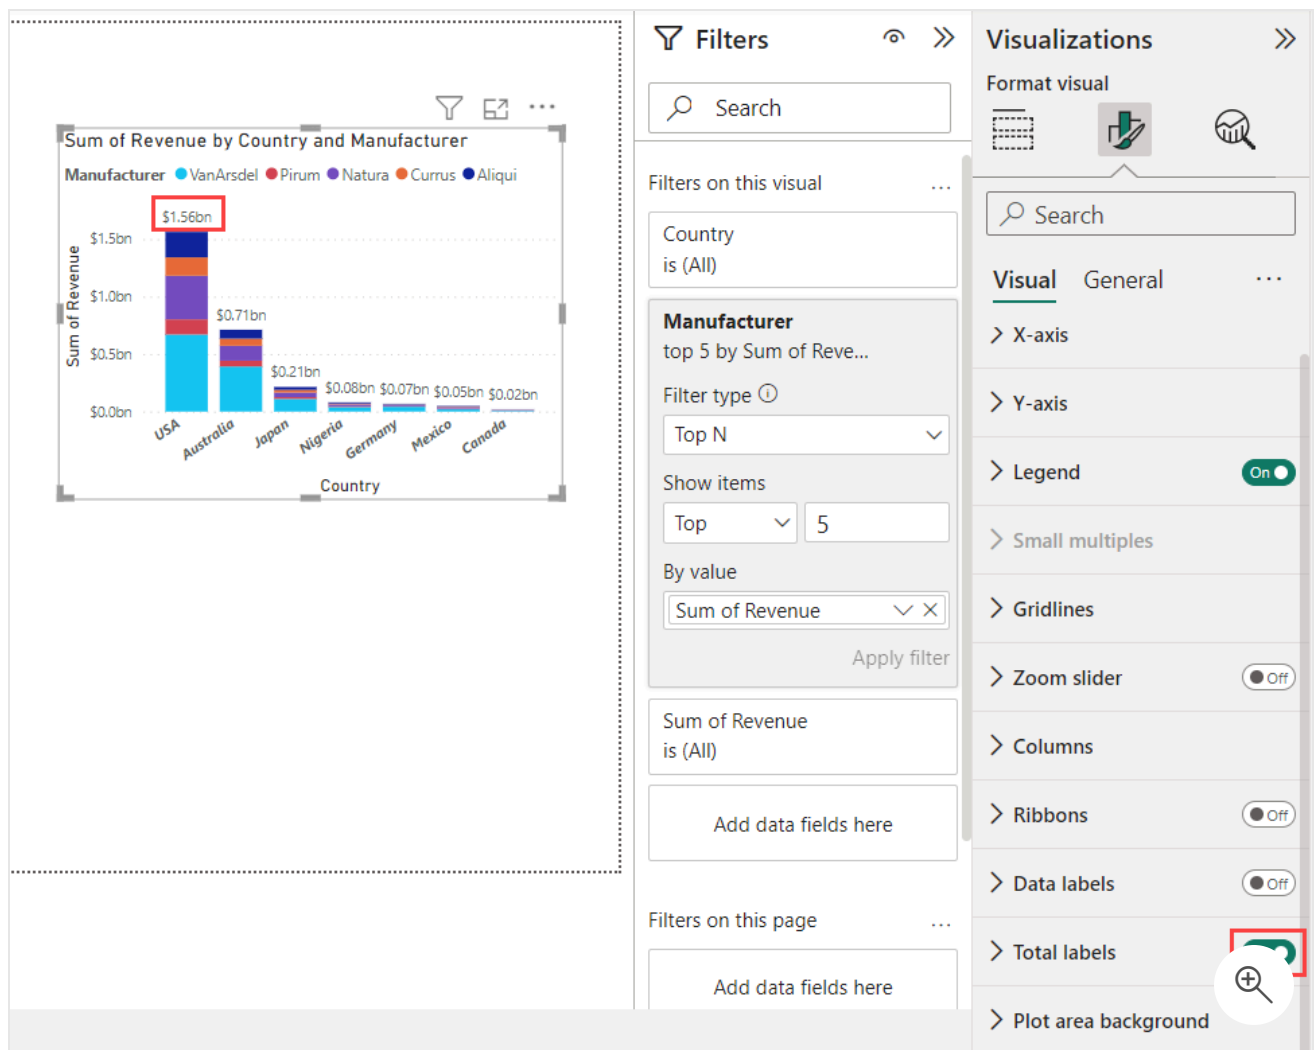 Sum of Revenue by Country and Manufacturer
Manufacturer VanArsdel Pirum Natura Currus Aliqui
$1.56bn
$1.5bn
$1.0bn
$0.5bn
$0.0bn
Sum of Revenue
$0.71bn
$0.21bn
$0.08bn $0.07bn $0.05bn $0.02bn
USA Australia Japan Nigeria Germany Mexico Canada
Country
Filters
Search
Filters on this visual ...
Country
is (All)
Manufacturer
top 5 by Sum of Reve...
Filter type
Top N
Show items
Top 5
By value
Sum of Revenue
Apply filter
Sum of Revenue
is (All)
Add data fields here
Filters on this page ...
Add data fields here
Visualizations
Format visual
Search
Visual General ...
X-axis
Y-axis
Legend On
Small multiples
Gridlines
Zoom slider Off
Columns
Ribbons Off
Data labels Off
Total labels
Plot area background